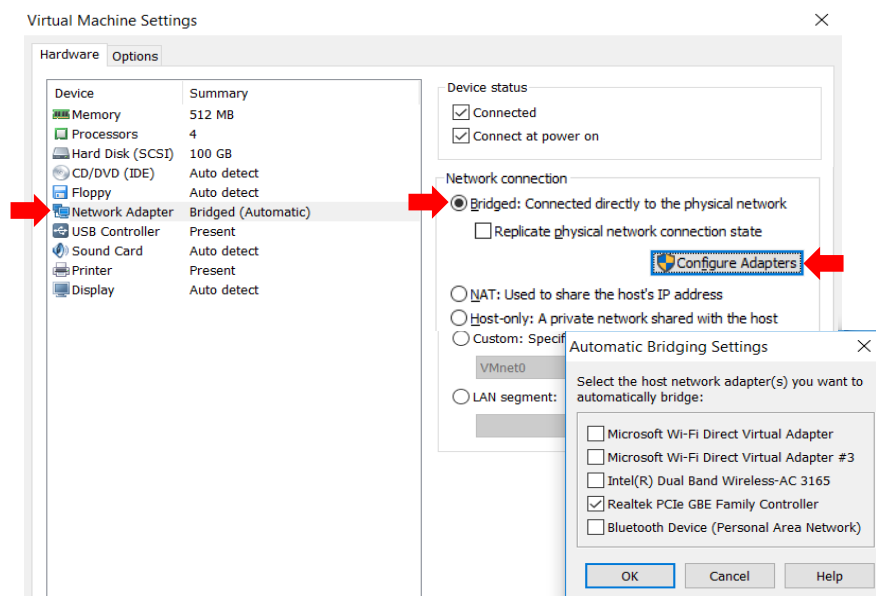 Virtual Machine Settings
Hardware Options
Device Summary
Memory 512 MB
Processors 4
Hard Disk (SCSI) 100 GB
CD/DVD (IDE) Auto detect
Floppy Auto detect
Network Adapter Bridged (Automatic)
USB Controller Present
Sound Card Auto detect
Printer Present
Display Auto detect
Device status
Connected
Connect at power on
Network connection
Bridged: Connected directly to the physical network
Replicate physical network connection state
Configure Adapters
NAT: Used to share the host's IP address
Host-only: A private network shared with the host
Custom: Specif
VMnet0
LAN segment:
Automatic Bridging Settings
Select the host network adapter(s) you want to
automatically bridge:
Microsoft Wi-Fi Direct Virtual Adapter
Microsoft Wi-Fi Direct Virtual Adapter #3
Intel(R) Dual Band Wireless-AC 3165
Realtek PCIe GBE Family Controller
Bluetooth Device (Personal Area Network)
OK Cancel Help